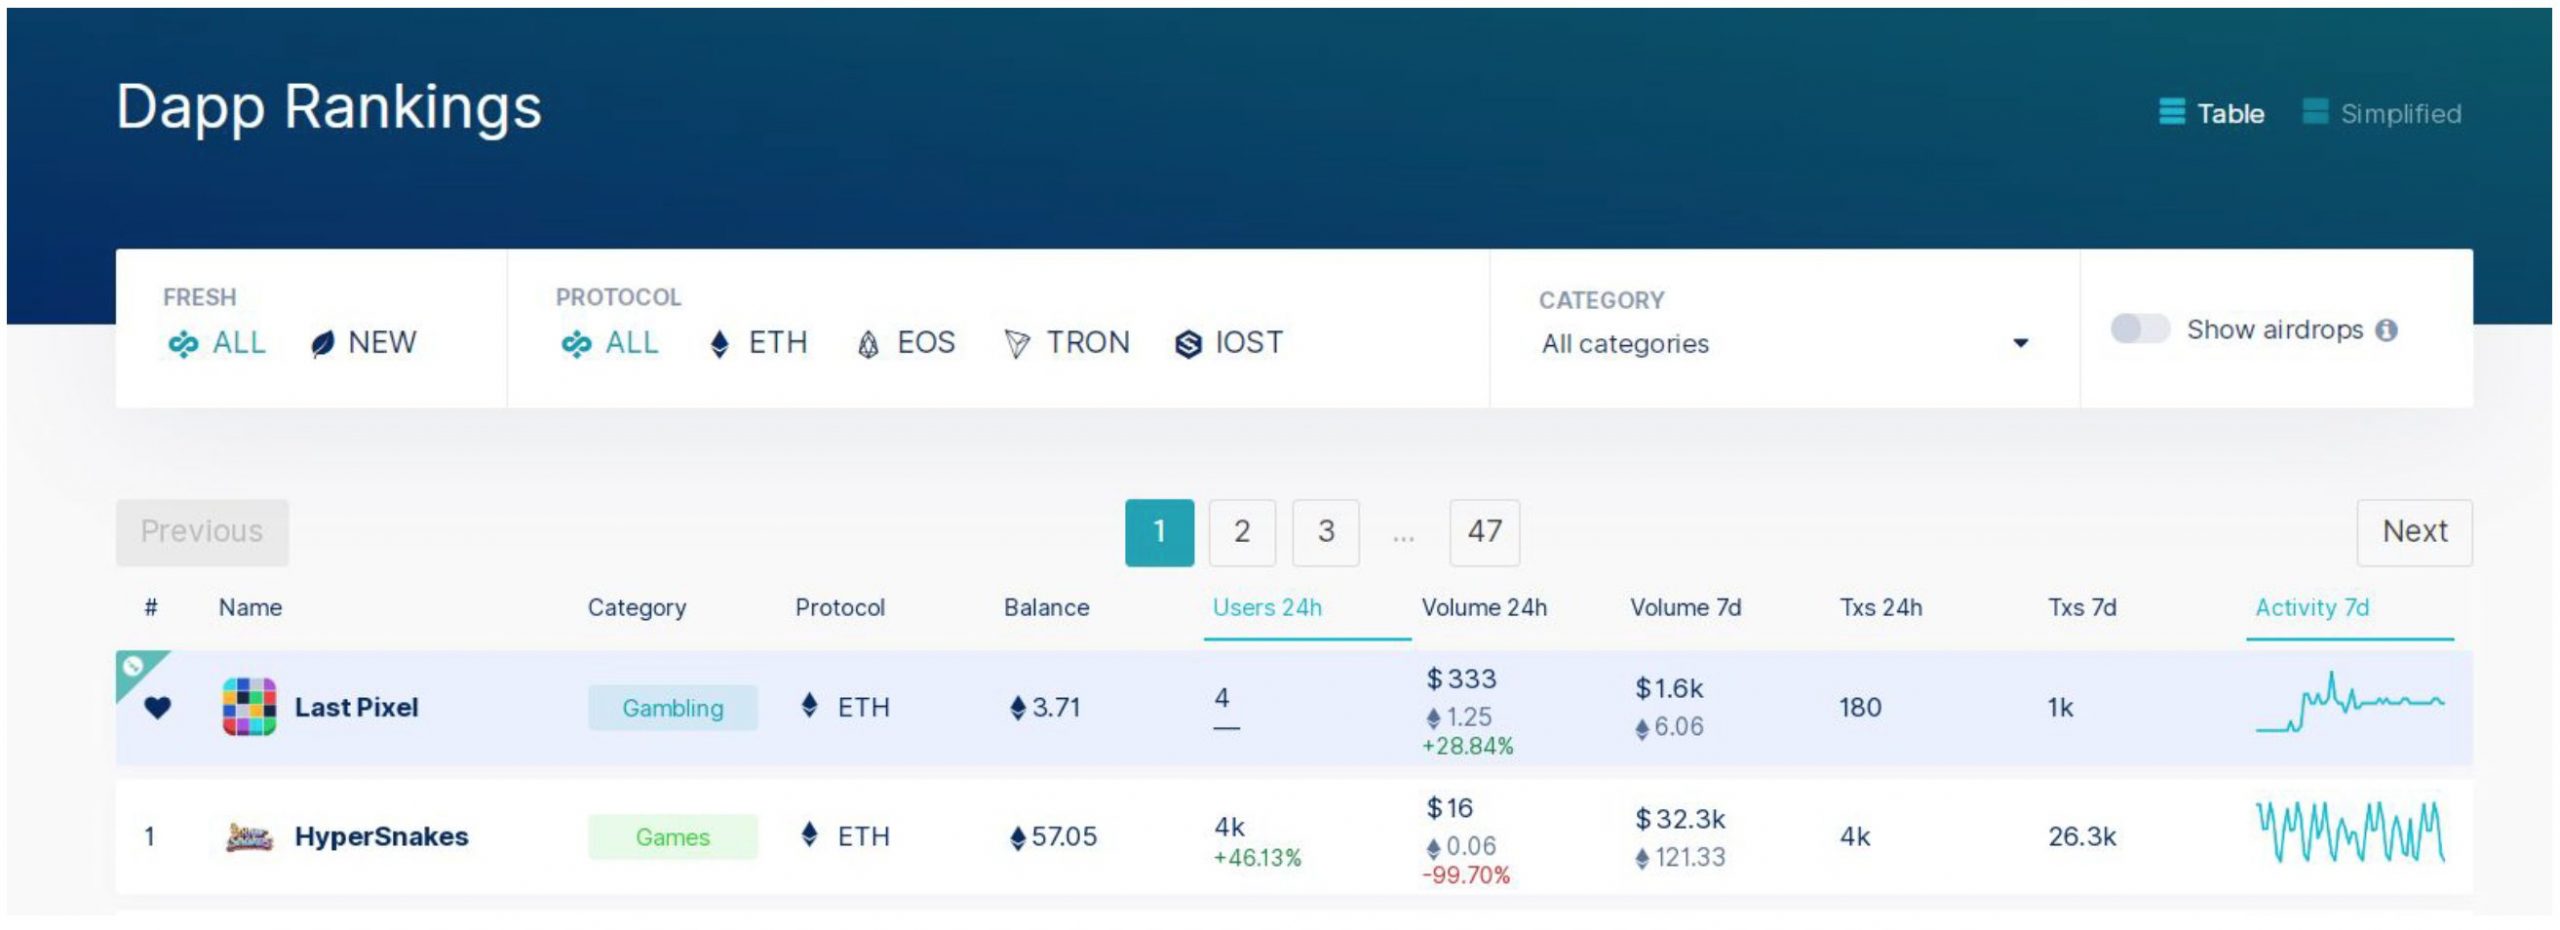 Dapp Rankings
Table Simplified
FRESH
ALL NEW
PROTOCOL
ALL ETH EOS TRON IOST
CATEGORY
All categories
Show airdrops
Previous 1 2 3 ... 47 Next
# Name Category Protocol Balance Users 24h Volume 24h Volume 7d Txs 24h Txs 7d Activity 7d
Last Pixel Gambling ETH 3.71 4 — $333 $1.6k 180 1k
1.25 6.06
+28.84%
1 HyperSnakes Games ETH 57.05 4k $16 $32.3k 4k 26.3k
+46.13% 0.06 121.33
-99.70%